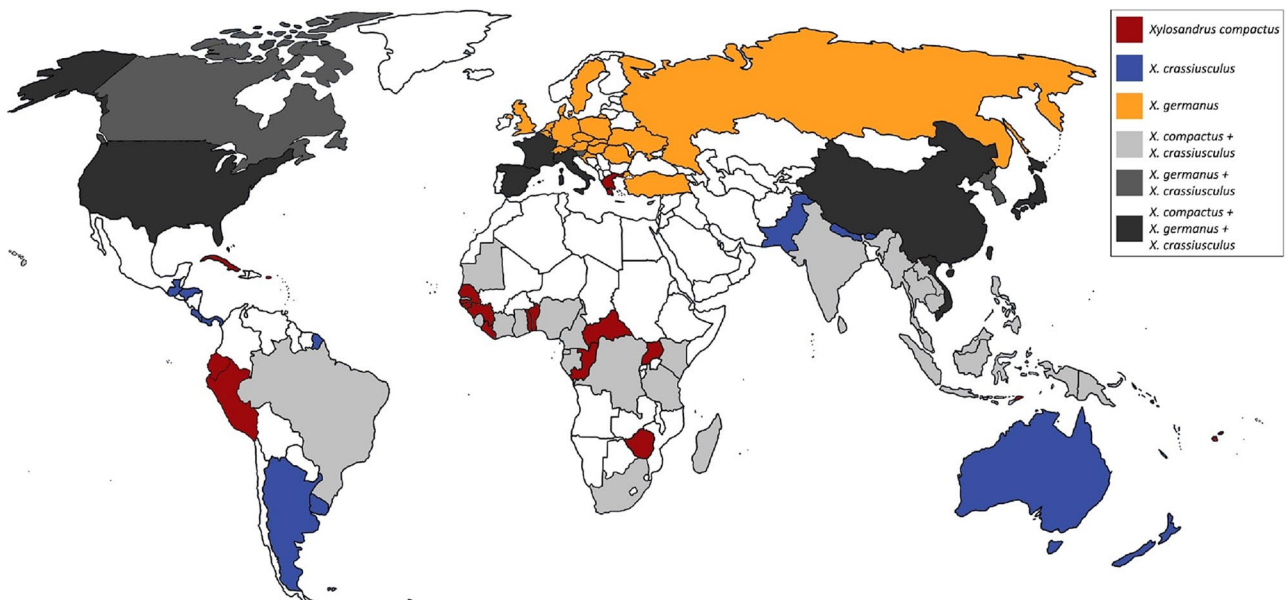 Xylosandrus compactus
X. crassiusculus
X. germanus
X. compactus +
X. crassiusculus
X. germanus +
X. crassiusculus
X. compactus +
X. germanus +
X. crassiusculus